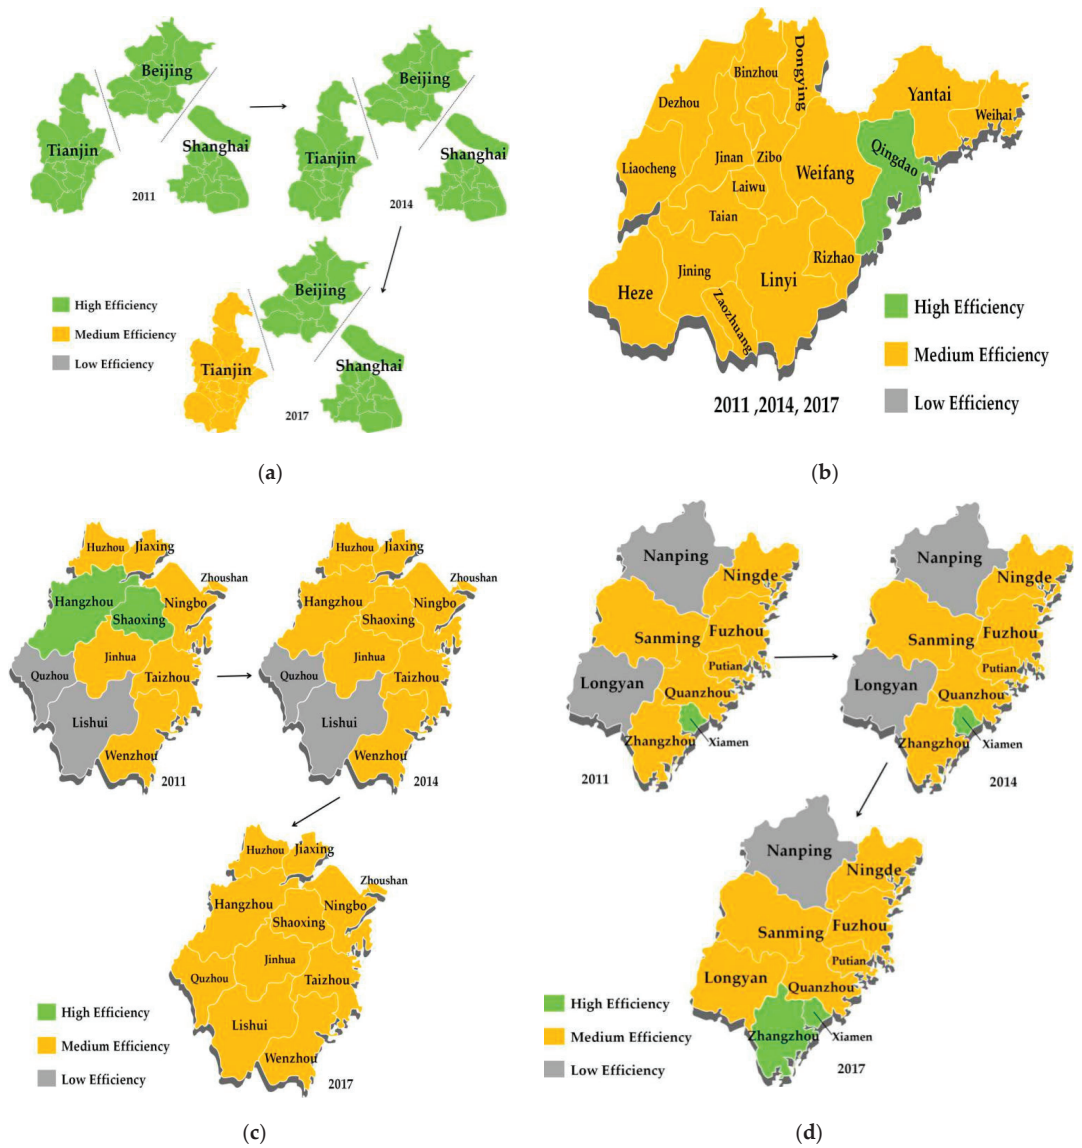 Beijing
Tianjin
Shanghai
2011
Beijing
Tianjin
Shanghai
2014
Beijing
Tianjin
Shanghai
2017
High Efficiency
Medium Efficiency
Low Efficiency
(a)
Dongying
Binzhou
Dezhou
Yantai
Weihai
Qingdao
Jinan
Zibo
Liaocheng
Weifang
Laiwu
Taian
Rizhao
Jining
Linyi
Heze
Zaozhuang
High Efficiency
Medium Efficiency
Low Efficiency
2011 ,2014, 2017
(b)
Huzhou
Jiaxing
Zhoushan
Hangzhou
Ningbo
Shaoxing
Jinhua
Quzhou
Taizhou
Lishui
Wenzhou
2011
Huzhou
Jiaxing
Zhoushan
Hangzhou
Ningbo
Shaoxing
Jinhua
Quzhou
Taizhou
Lishui
Wenzhou
2014
Huzhou
Jiaxing
Zhoushan
Hangzhou
Ningbo
Shaoxing
Jinhua
Quzhou
Taizhou
Lishui
Wenzhou
2017
High Efficiency
Medium Efficiency
Low Efficiency
(c)
Nanping
Ningde
Sanming
Fuzhou
Putian
Longyan
Quanzhou
Zhangzhou
Xiamen
2011
Nanping
Ningde
Sanming
Fuzhou
Putian
Longyan
Quanzhou
Zhangzhou
Xiamen
2014
Nanping
Ningde
Sanming
Fuzhou
Putian
Longyan
Quanzhou
Zhangzhou
Xiamen
2017
High Efficiency
Medium Efficiency
Low Efficiency
(d)